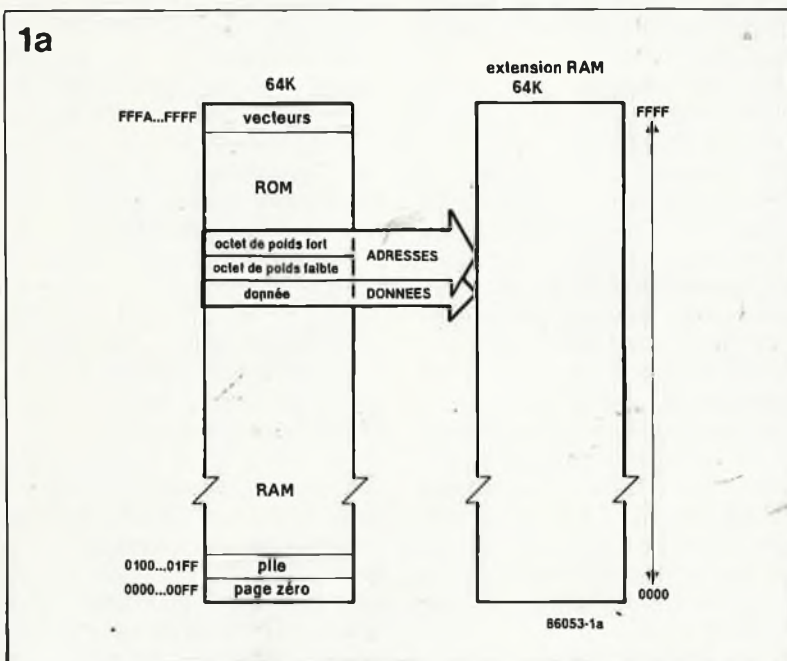 1a
64K
extension RAM
64K
FFFA...FFFF
vecteurs
FFFF
ROM
octet de poids fort
ADRESSES
octet de poids faible
donnée
DONNEES
RAM
0100...01FF
pile
0000...00FF
page zéro
0000
86053-1a